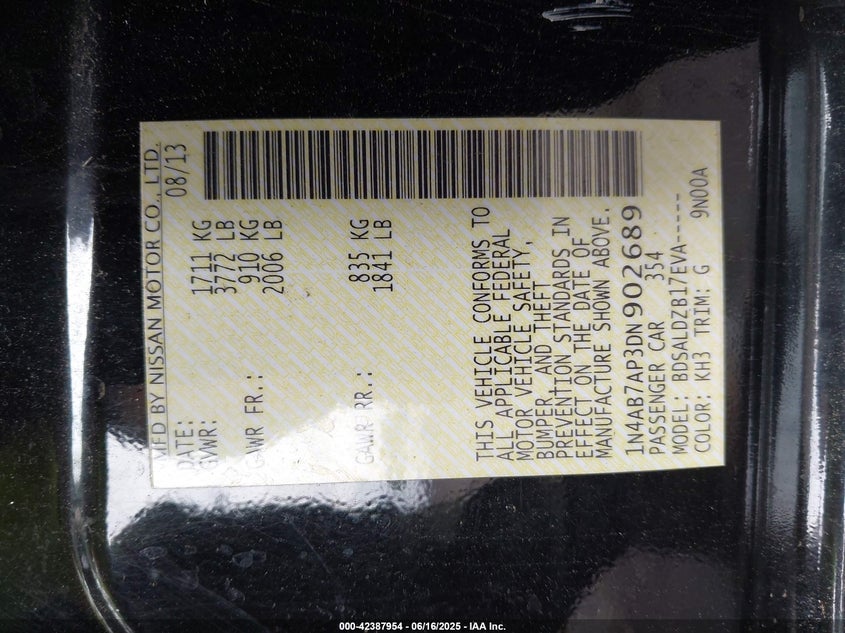 MFD BY NISSAN MOTOR CO., LTD.
DATE: 08/13
GVWR: 1711 KG
3772 LB
GAWR FR.: 910 KG
2006 LB
GAWR RR.: 835 KG
1841 LB
THIS VEHICLE CONFORMS TO
ALL APPLICABLE FEDERAL
MOTOR VEHICLE SAFETY,
BUMPER AND THEFT
PREVENTION STANDARDS IN
EFFECT ON THE DATE OF
MANUFACTURE SHOWN ABOVE.
1N4AB7AP3DN902689
PASSENGER CAR 354
MODEL: BDSALDZB17EVA-----
COLOR: KH3 TRIM: G 9N00A
000-42387954 - 06/16/2025 - IAA Inc.